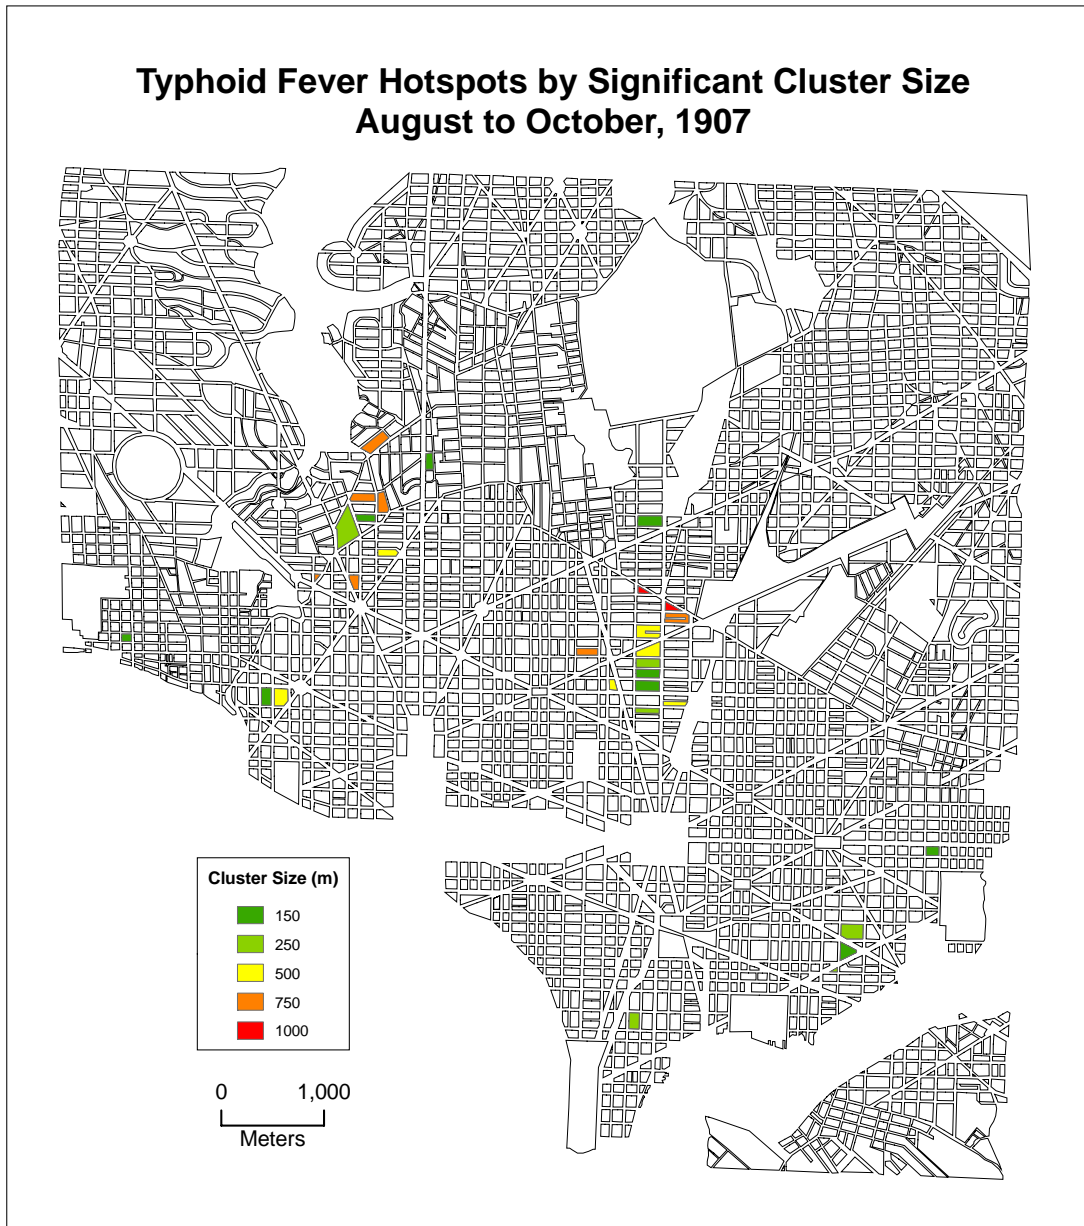 Typhoid Fever Hotspots by Significant Cluster Size
August to October, 1907
Cluster Size (m)
150
250
500
750
1000
0 1,000
Meters